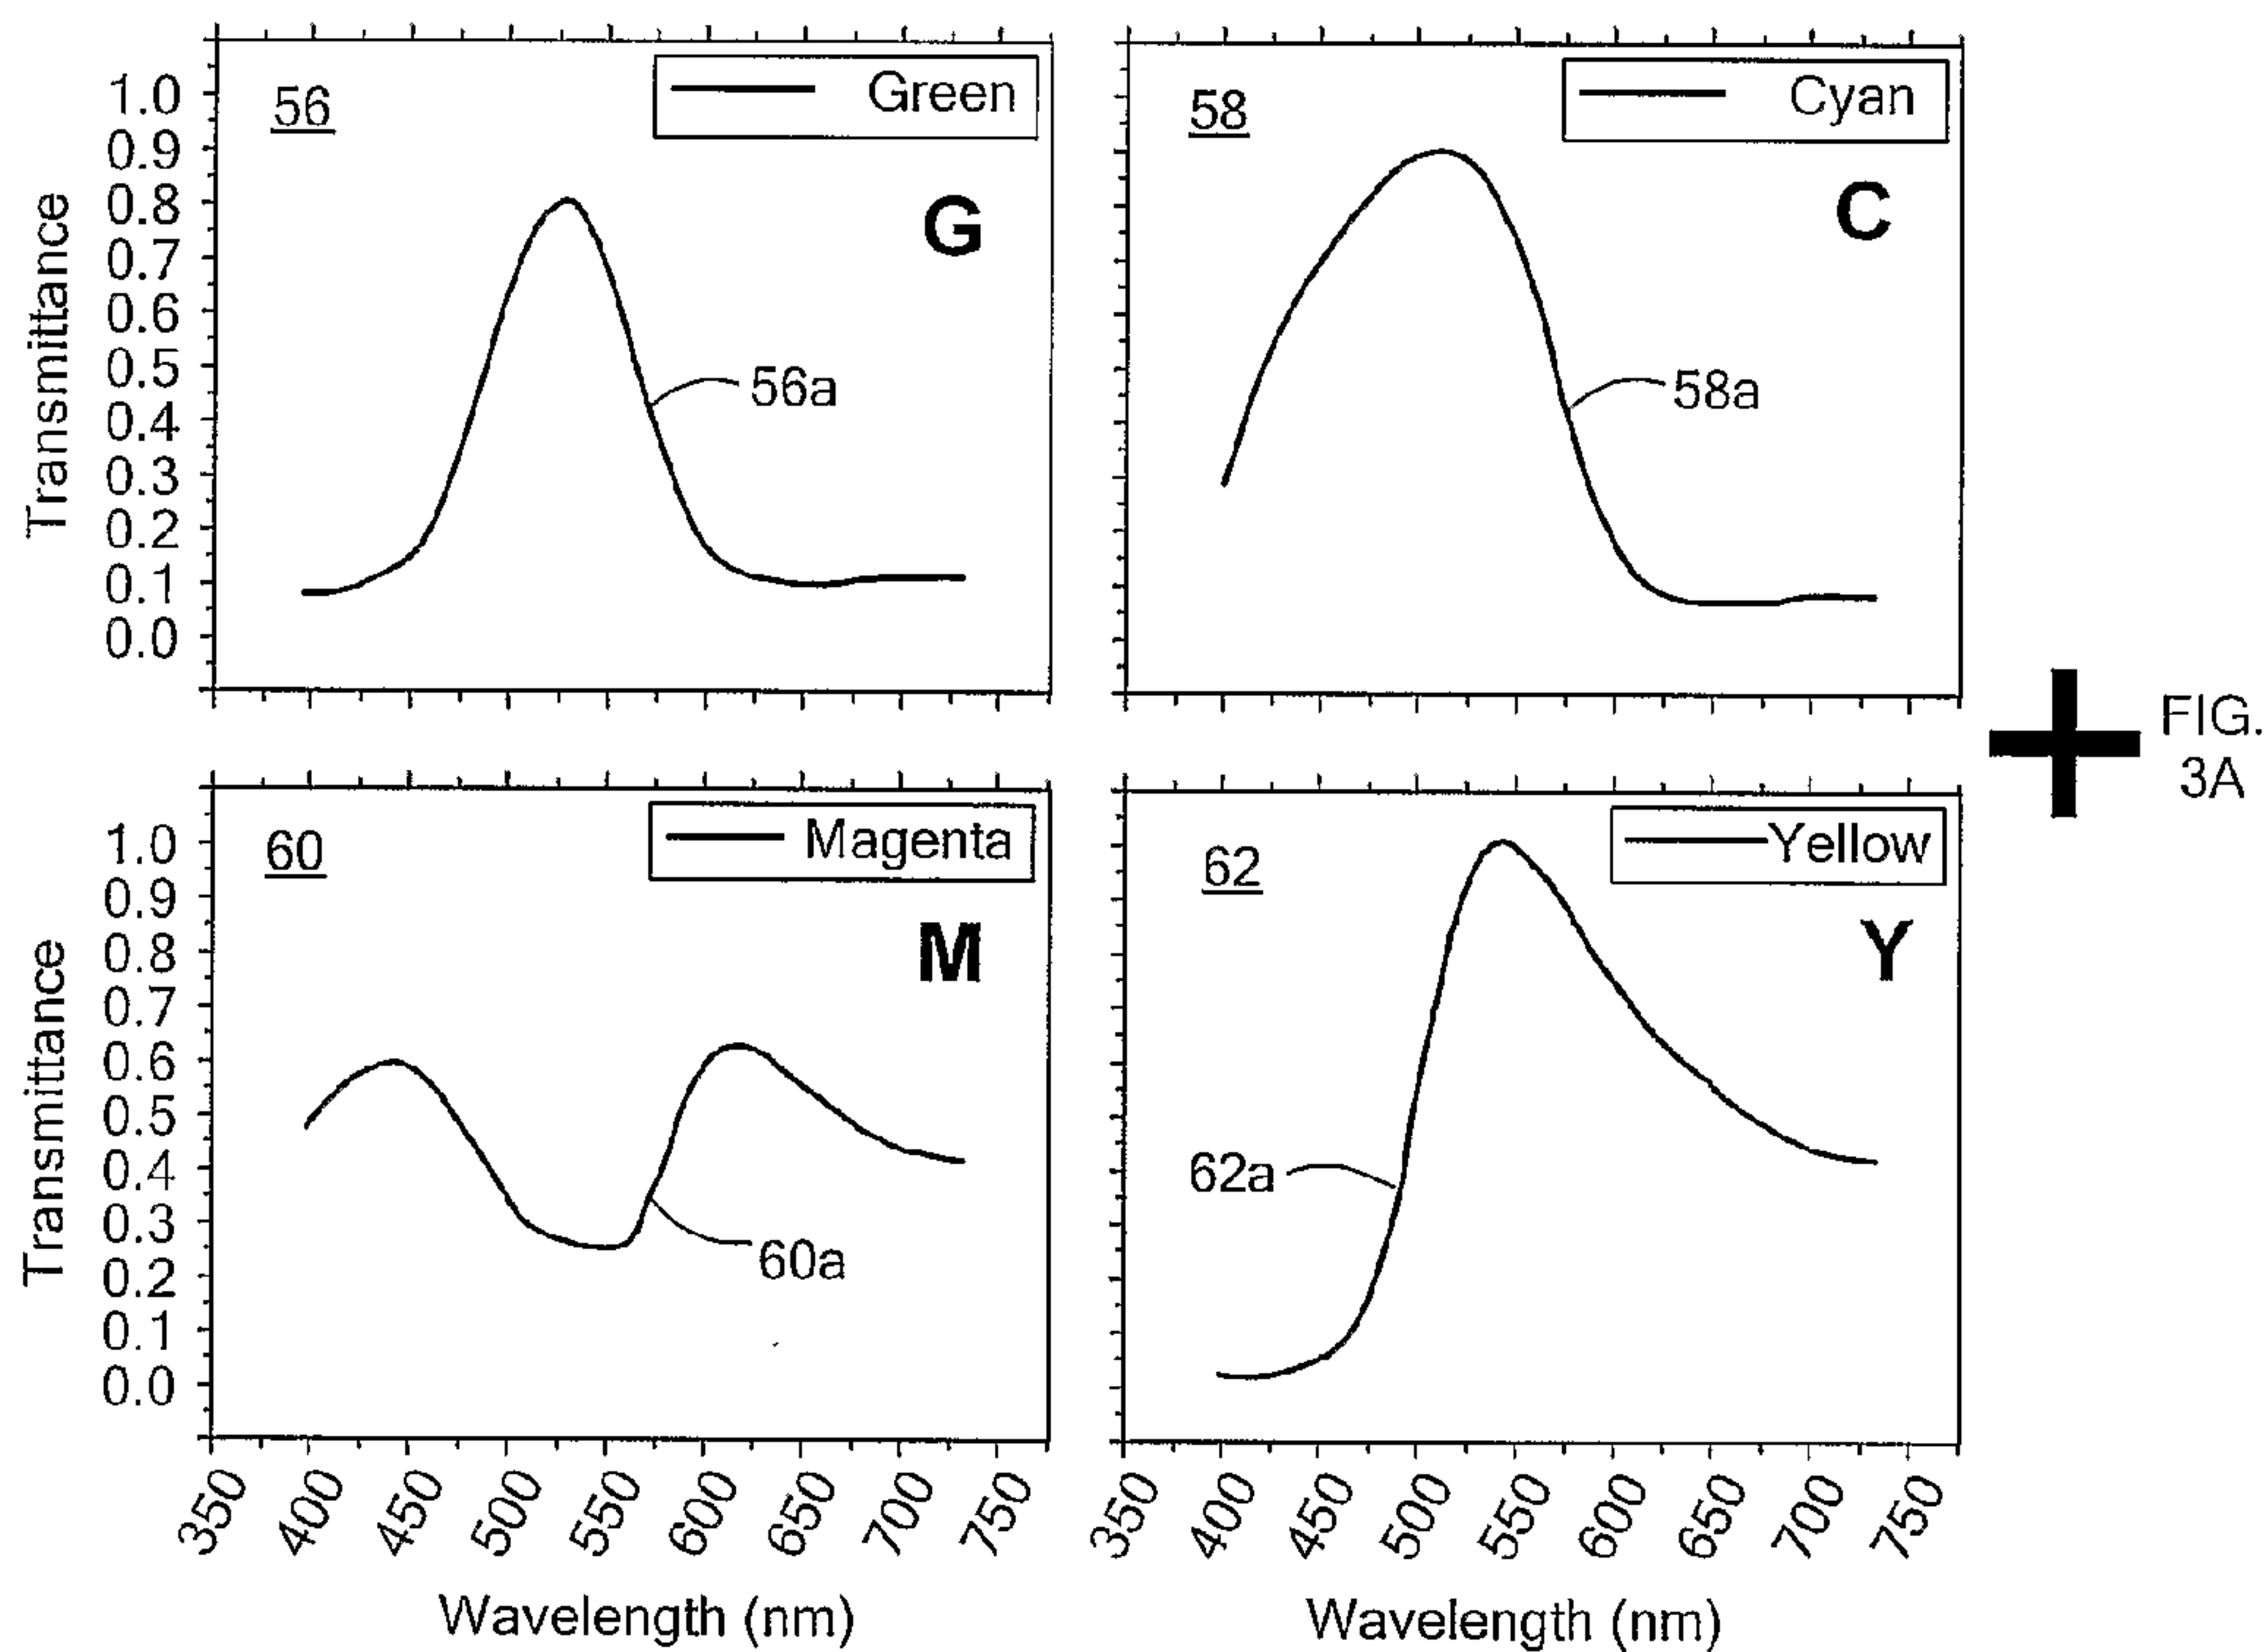 56
Green
G
56a
Transmittance
1.0
0.9
0.8
0.7
0.6
0.5
0.4
0.3
0.2
0.1
0.0
58
Cyan
C
58a
FIG.
3A
60
Magenta
M
60a
Transmittance
1.0
0.9
0.8
0.7
0.6
0.5
0.4
0.3
0.2
0.1
0.0
350 400 450 500 550 600 650 700 750
Wavelength (nm)
62
Yellow
Y
62a
350 400 450 500 550 600 650 700 750
Wavelength (nm)